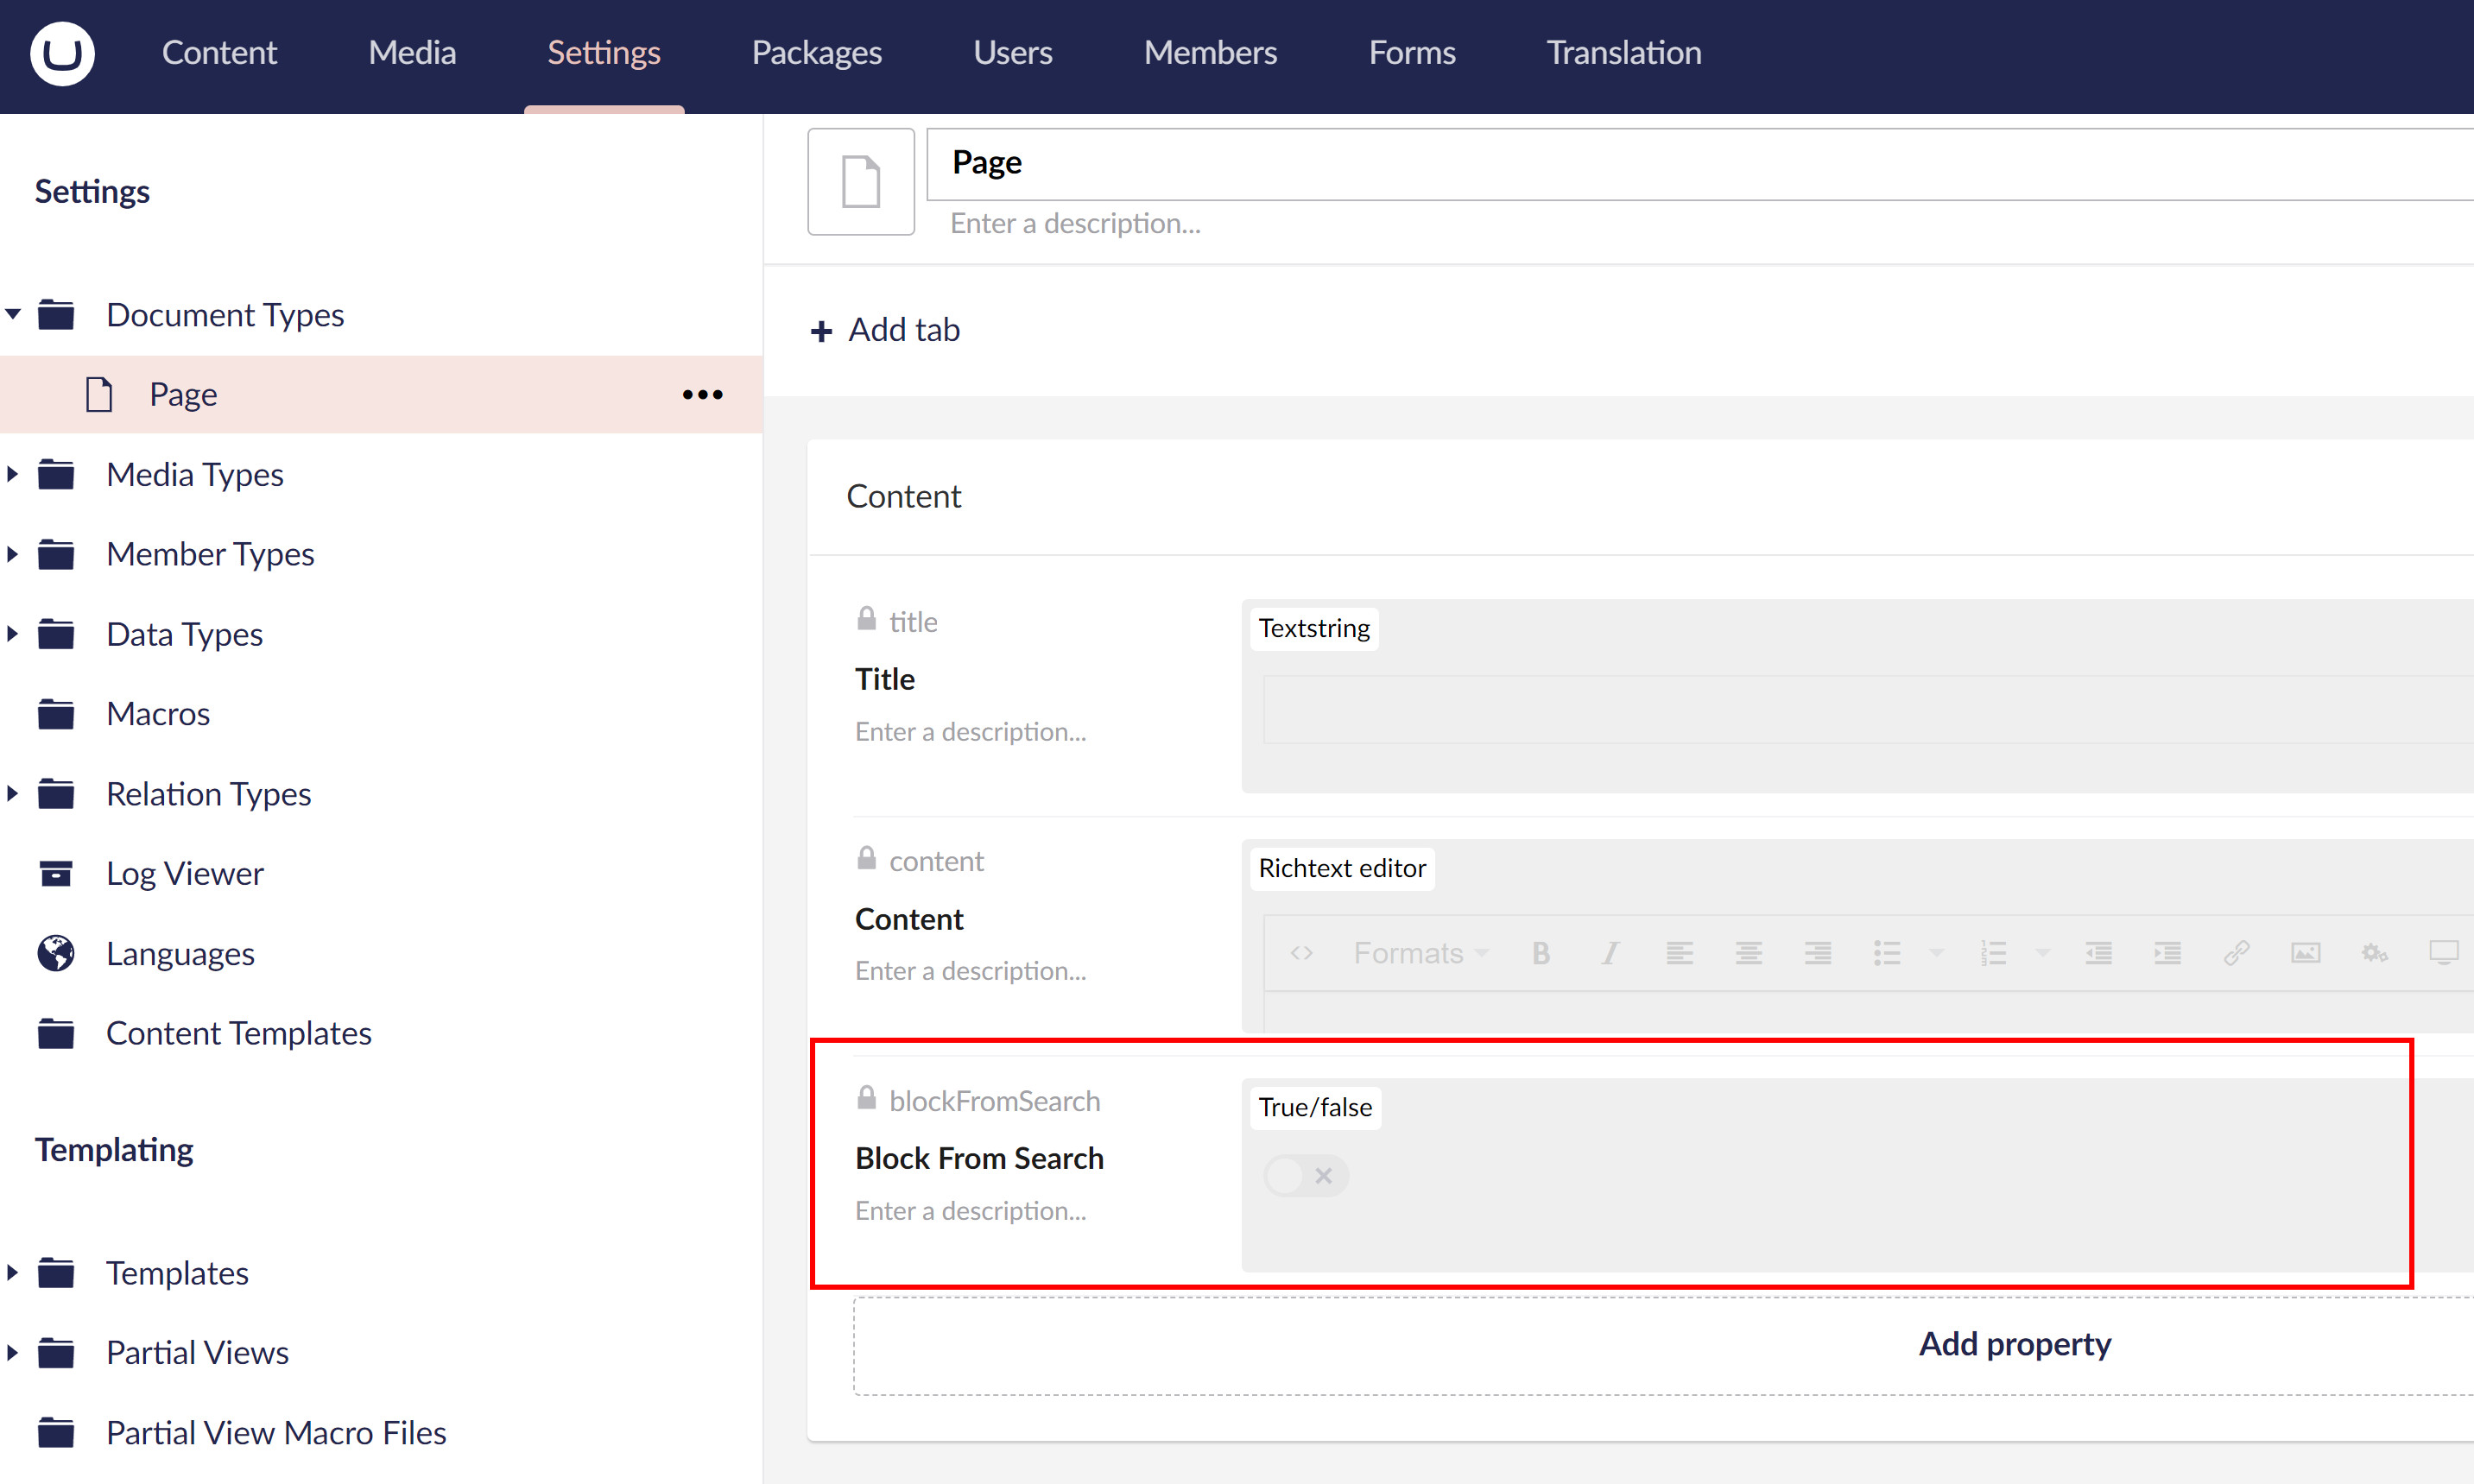 Content Media Settings Packages Users Members Forms Translation
Settings
Document Types
Page
Media Types
Member Types
Data Types
Macros
Relation Types
Log Viewer
Languages
Content Templates
Templating
Templates
Partial Views
Partial View Macro Files
Page
Enter a description...
Add tab
Content
title
Title
Enter a description...
Textstring
content
Content
Enter a description...
Richtext editor
Formats B I
blockFromSearch
Block From Search
Enter a description...
True/false
Add property